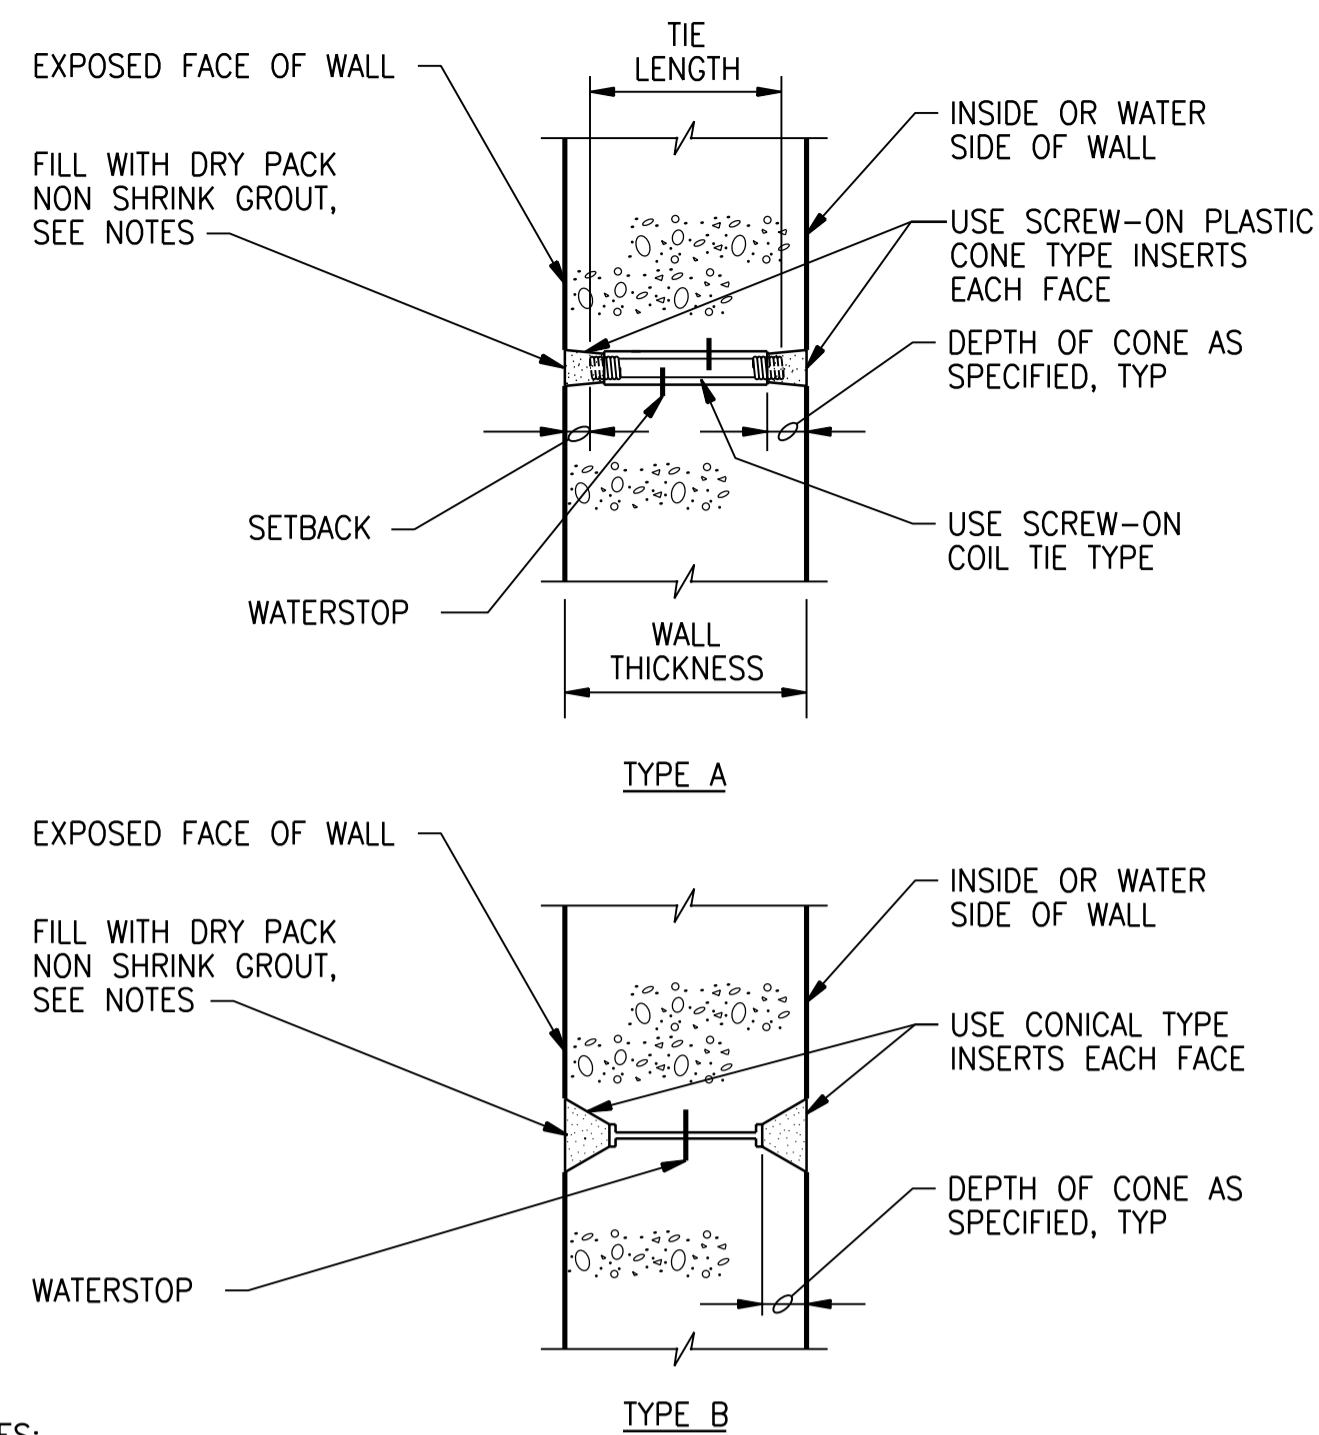 TIE
LENGTH
EXPOSED FACE OF WALL
INSIDE OR WATER
SIDE OF WALL
FILL WITH DRY PACK
NON SHRINK GROUT,
SEE NOTES
USE SCREW-ON PLASTIC
CONE TYPE INSERTS
EACH FACE
DEPTH OF CONE AS
SPECIFIED, TYP
SETBACK
USE SCREW-ON
COIL TIE TYPE
WATERSTOP
WALL
THICKNESS
TYPE A
EXPOSED FACE OF WALL
INSIDE OR WATER
SIDE OF WALL
FILL WITH DRY PACK
NON SHRINK GROUT,
SEE NOTES
USE CONICAL TYPE
INSERTS EACH FACE
DEPTH OF CONE AS
SPECIFIED, TYP
WATERSTOP
TYPE B